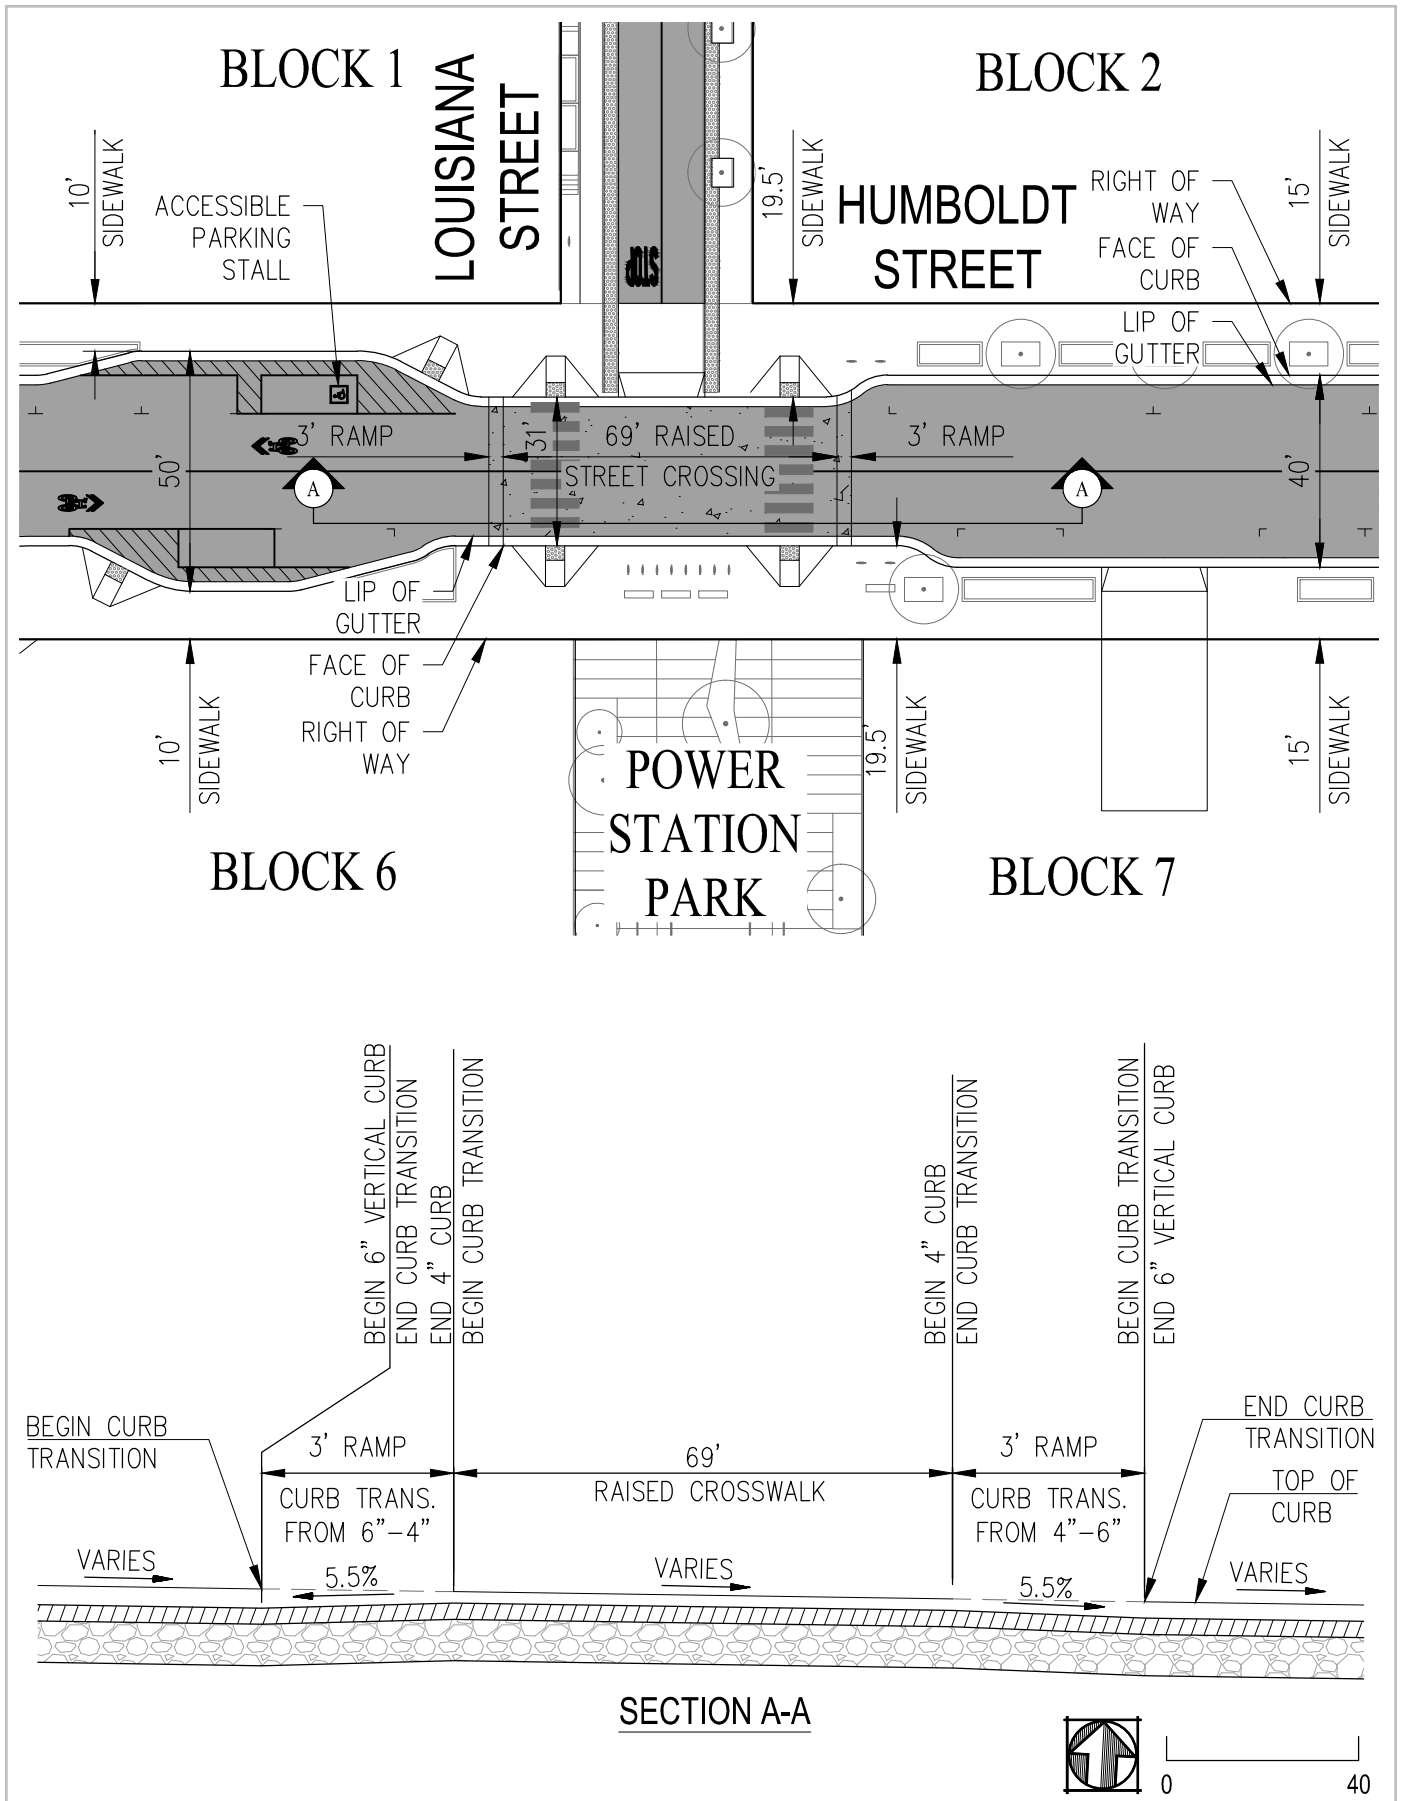 BLOCK 1
LOUISIANA
STREET
BLOCK 2
10'
SIDEWALK
ACCESSIBLE
PARKING
STALL
19.5'
SIDEWALK
HUMBOLDT
STREET
RIGHT OF
WAY
FACE OF
CURB
LIP OF
GUTTER
15'
SIDEWALK
STOP
3' RAMP
31'
69' RAISED
STREET CROSSING
3' RAMP
50'
A
A
40'
LIP OF
GUTTER
FACE OF
CURB
RIGHT OF
WAY
10'
SIDEWALK
19.5'
SIDEWALK
15'
SIDEWALK
POWER
STATION
PARK
BLOCK 6
BLOCK 7
BEGIN 6" VERTICAL CURB
END CURB TRANSITION
END 4" CURB
BEGIN CURB TRANSITION
BEGIN 4" CURB
END CURB TRANSITION
BEGIN CURB TRANSITION
END 6" VERTICAL CURB
BEGIN CURB
TRANSITION
3' RAMP
CURB TRANS.
FROM 6"-4"
69'
RAISED CROSSWALK
3' RAMP
CURB TRANS.
FROM 4"-6"
END CURB
TRANSITION
TOP OF
CURB
VARIES
5.5%
VARIES
5.5%
VARIES
SECTION A-A
0
40